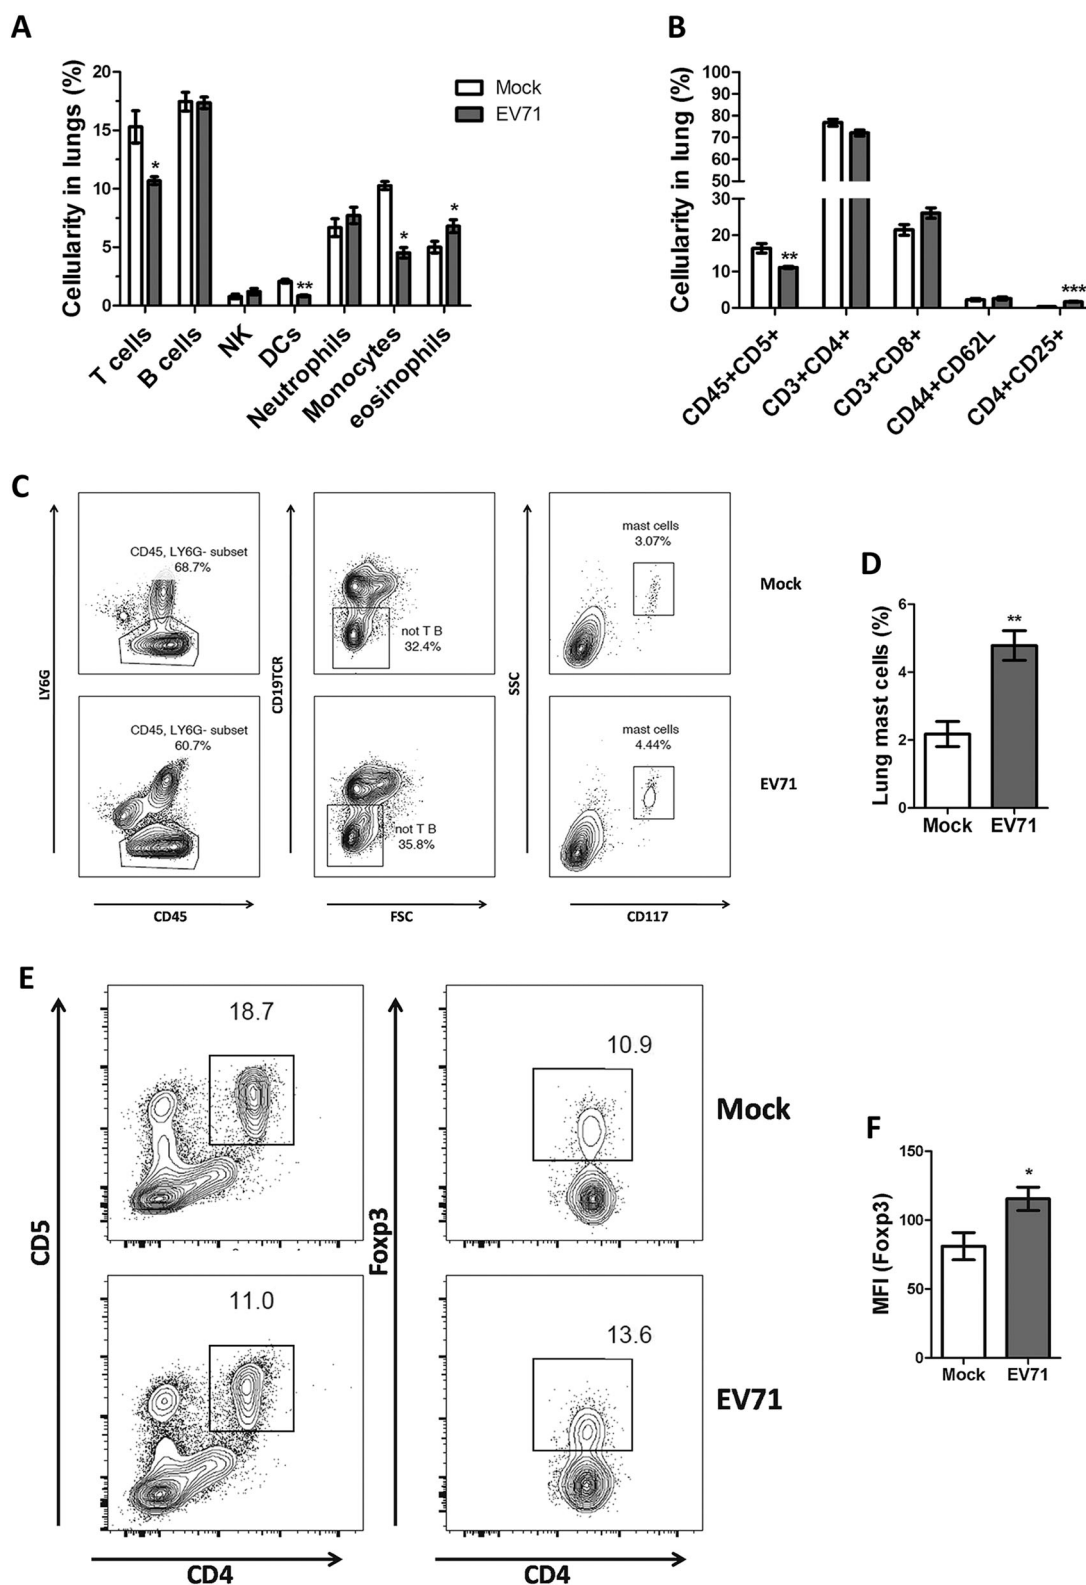 A
Cellularity in lungs (%)
20
15
10
5
0
Mock
EV71
*
**
*
*
T cells
B cells
NK
DCs
Neutrophils
Monocytes
eosinophils
B
Cellularity in lung (%)
100
90
80
70
60
50
30
20
10
0
**
***
CD45+CD5+
CD3+CD4+
CD3+CD8+
CD44+CD62L
CD4+CD25+
C
LY6G
CD45, LY6G- subset
68.7%
CD19TCR
not T B
32.4%
SSC
mast cells
3.07%
Mock
CD45, LY6G- subset
60.7%
not T B
35.8%
mast cells
4.44%
EV71
CD45
FSC
CD117
D
Lung mast cells (%)
6
4
2
0
**
Mock
EV71
E
CD5
18.7
Foxp3
10.9
Mock
11.0
13.6
EV71
CD4
CD4
F
MFI (Foxp3)
150
100
50
0
*
Mock
EV71